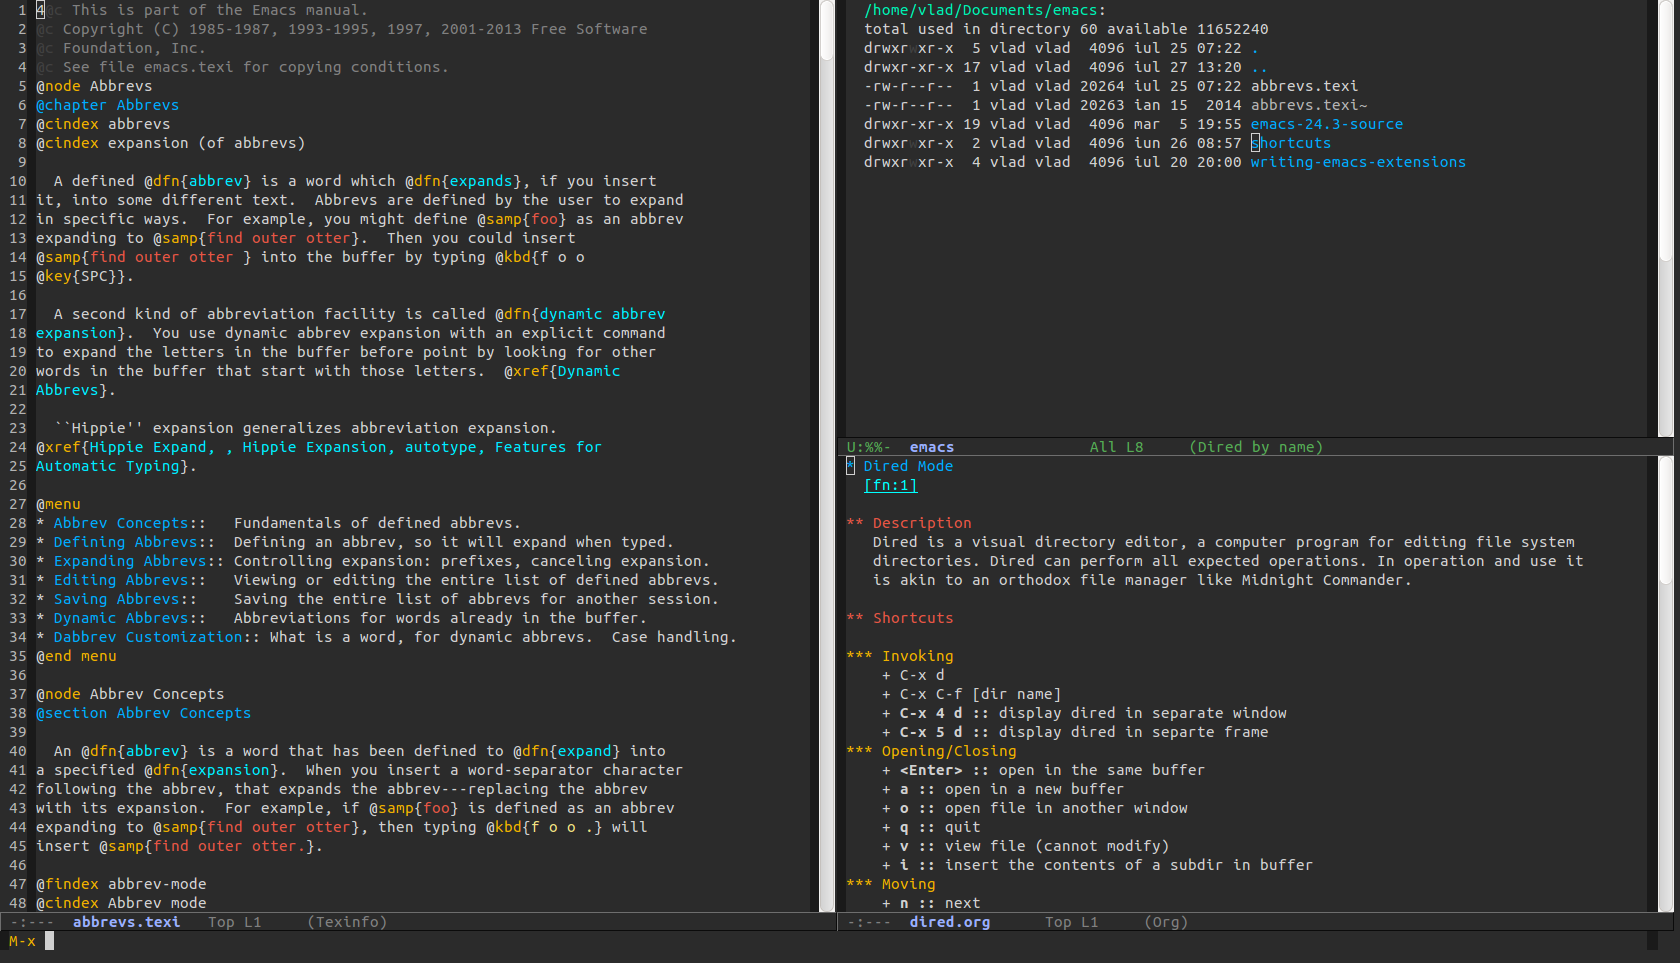 1 4@c This is part of the Emacs manual.
2 @c Copyright (C) 1985-1987, 1993-1995, 1997, 2001-2013 Free Software
3 @c Foundation, Inc.
4 @c See file emacs.texi for copying conditions.
5 @node Abbrevs
6 @chapter Abbrevs
7 @cindex abbrevs
8 @cindex expansion (of abbrevs)
9
10   A defined @dfn{abbrev} is a word which @dfn{expands}, if you insert
11 it, into some different text.  Abbrevs are defined by the user to expand
12 in specific ways.  For example, you might define @samp{foo} as an abbrev
13 expanding to @samp{find outer otter}.  Then you could insert
14 @samp{find outer otter } into the buffer by typing @kbd{f o o
15 @key{SPC}}.
16
17   A second kind of abbreviation facility is called @dfn{dynamic abbrev
18 expansion}.  You use dynamic abbrev expansion with an explicit command
19 to expand the letters in the buffer before point by looking for other
20 words in the buffer that start with those letters.  @xref{Dynamic
21 Abbrevs}.
22
23   ``Hippie'' expansion generalizes abbreviation expansion.
24 @xref{Hippie Expand, , Hippie Expansion, autotype, Features for
25 Automatic Typing}.
26
27 @menu
28 * Abbrev Concepts::   Fundamentals of defined abbrevs.
29 * Defining Abbrevs::  Defining an abbrev, so it will expand when typed.
30 * Expanding Abbrevs:: Controlling expansion: prefixes, canceling expansion.
31 * Editing Abbrevs::   Viewing or editing the entire list of defined abbrevs.
32 * Saving Abbrevs::    Saving the entire list of abbrevs for another session.
33 * Dynamic Abbrevs::   Abbreviations for words already in the buffer.
34 * Dabbrev Customization:: What is a word, for dynamic abbrevs.  Case handling.
35 @end menu
36
37 @node Abbrev Concepts
38 @section Abbrev Concepts
39
40   An @dfn{abbrev} is a word that has been defined to @dfn{expand} into
41 a specified @dfn{expansion}.  When you insert a word-separator character
42 following the abbrev, that expands the abbrev---replacing the abbrev
43 with its expansion.  For example, if @samp{foo} is defined as an abbrev
44 expanding to @samp{find outer otter}, then typing @kbd{f o o .} will
45 insert @samp{find outer otter.}.
46
47 @findex abbrev-mode
48 @cindex Abbrev mode
-:---  abbrevs.texi   Top L1     (Texinfo)
M-x
/home/vlad/Documents/emacs:
total used in directory 60 available 11652240
drwxrwxr-x  5 vlad vlad  4096 iul 25 07:22 .
drwxr-xr-x 17 vlad vlad  4096 iul 27 13:20 ..
-rw-r--r--  1 vlad vlad 20264 iul 25 07:22 abbrevs.texi
-rw-r--r--  1 vlad vlad 20263 ian 15  2014 abbrevs.texi~
drwxr-xr-x 19 vlad vlad  4096 mar  5 19:55 emacs-24.3-source
drwxrwxr-x  2 vlad vlad  4096 iun 26 08:57 shortcuts
drwxrwxr-x  4 vlad vlad  4096 iul 20 20:00 writing-emacs-extensions
U:%%-  emacs               All L8     (Dired by name)
* Dired Mode
[fn:1]
** Description
Dired is a visual directory editor, a computer program for editing file system
directories. Dired can perform all expected operations. In operation and use it
is akin to an orthodox file manager like Midnight Commander.
** Shortcuts
*** Invoking
+ C-x d
+ C-x C-f [dir name]
+ C-x 4 d :: display dired in separate window
+ C-x 5 d :: display dired in separte frame
*** Opening/Closing
+ <Enter> :: open in the same buffer
+ a :: open in a new buffer
+ o :: open file in another window
+ q :: quit
+ v :: view file (cannot modify)
+ i :: insert the contents of a subdir in buffer
*** Moving
+ n :: next
-:---  dired.org      Top L1     (Org)